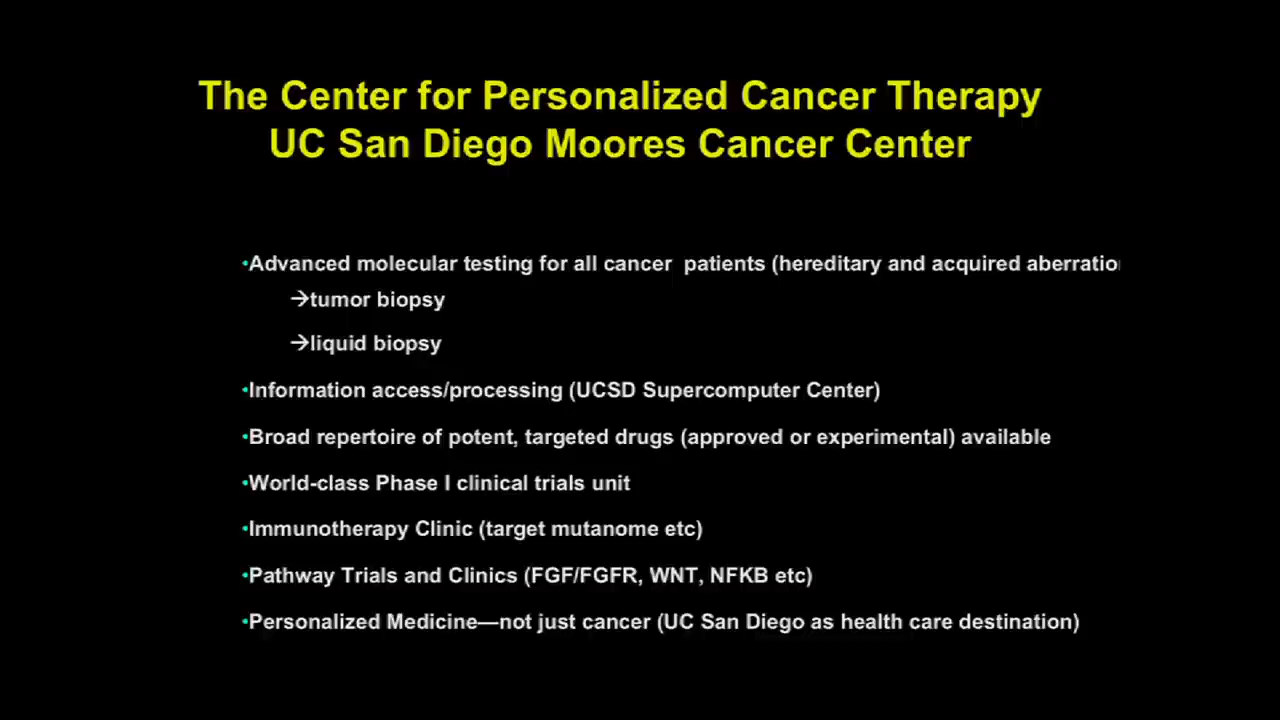 The Center for Personalized Cancer Therapy
UC San Diego Moores Cancer Center
•Advanced molecular testing for all cancer patients (hereditary and acquired aberratio
→tumor biopsy
→liquid biopsy
•Information access/processing (UCSD Supercomputer Center)
•Broad repertoire of potent, targeted drugs (approved or experimental) available
•World-class Phase I clinical trials unit
•Immunotherapy Clinic (target mutanome etc)
•Pathway Trials and Clinics (FGF/FGFR, WNT, NFKB etc)
•Personalized Medicine—not just cancer (UC San Diego as health care destination)